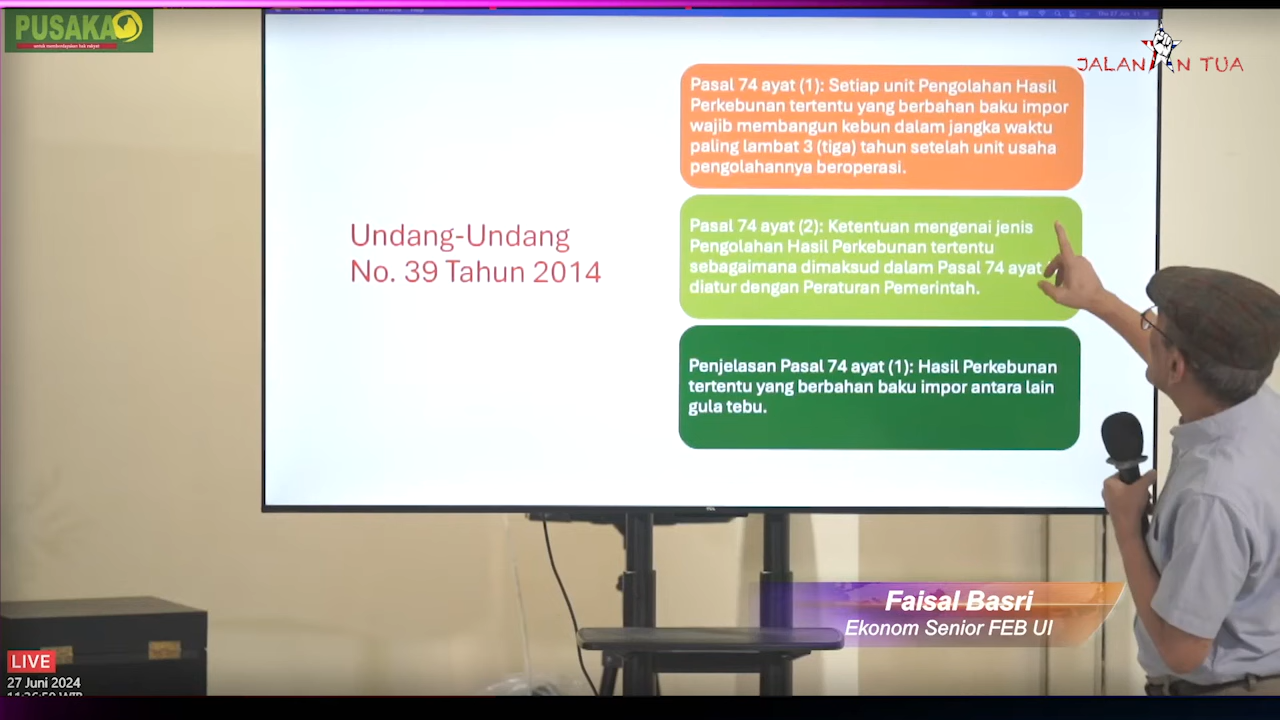 PUSAKA
untuk memberdayakan hak rakyat
JALAN N TUA
Pasal 74 ayat (1): Setiap unit Pengolahan Hasil
Perkebunan tertentu yang berbahan baku impor
wajib membangun kebun dalam jangka waktu
paling lambat 3 (tiga) tahun setelah unit usaha
pengolahannya beroperasi.
Undang-Undang
No. 39 Tahun 2014
Pasal 74 ayat (2): Ketentuan mengenai jenis
Pengolahan Hasil Perkebunan tertentu
sebagaimana dimaksud dalam Pasal 74 ayat
diatur dengan Peraturan Pemerintah.
Penjelasan Pasal 74 ayat (1): Hasil Perkebunan
tertentu yang berbahan baku impor antara lain
gula tebu.
Faisal Basri
Ekonom Senior FEB UI
LIVE
27 Juni 2024